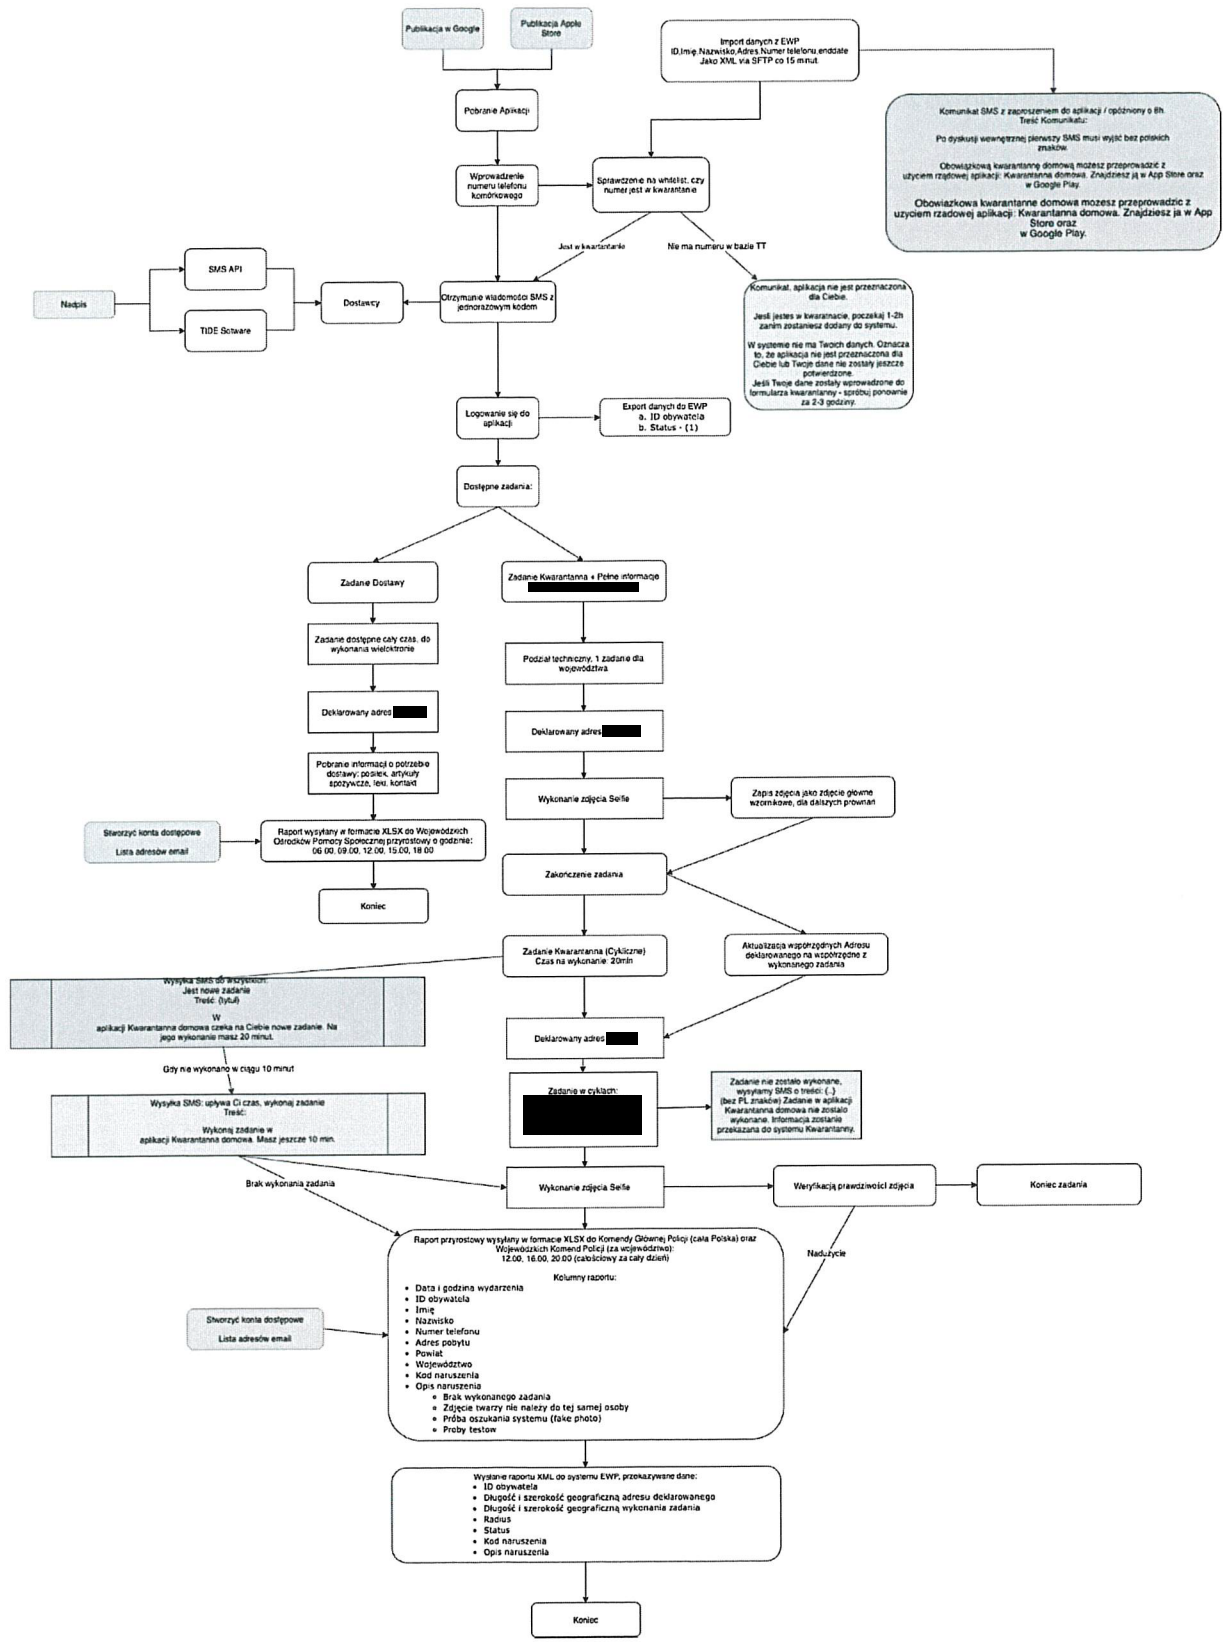 Publikacja w Google
Publikacja Apple
Store
Import danych z EWP
ID,Imię,Nazwisko,Adres,Numer telefonu,enddate
Jako XML via SFTP co 15 minut
Komunikat SMS z zaproszeniem do aplikacji / opóźniony o 6h.
Treść Komunikatu:
Po dyskusji wewnętrznej pierwszy SMS musi wyjść bez polskich
znaków
Obowiązkową kwarantannę domową możesz przeprowadzić z
użyciem rządowej aplikacji: Kwarantanna domowa. Znajdziesz ją w App Store oraz
w Google Play.
Obowiazkowa kwarantanne domowa mozesz przeprowadzic z
uzyciem rzadowej aplikacji: Kwarantanna domowa. Znajdziesz ja w App
Store oraz
w Google Play.
Pobranie Aplikacji
Wprowadzenie
numeru telefonu
komórkowego
Sprawdzenie na whitelist, czy
numer jest w kwarantanie
Jest w kwarantanie
Nie ma numeru w bazie TT
Nadpis
SMS API
TIDE Sotware
Dostawcy
Otrzymanie wiadomości SMS z
jednorazowym kodem
Komunikat, aplikacja nie jest przeznaczona
dla Ciebie.
Jesli jestes w kwaratnacie, poczekaj 1-2h
zanim zostaniesz dodany do systemu.
W systemie nie ma Twoich danych. Oznacza
to, że aplikacja nie jest przeznaczona dla
Ciebie lub Twoje dane nie zostały jeszcze
potwierdzone.
Jeśli Twoje dane zostały wprowadzone do
formularza kwarantanny - spróbuj ponownie
za 2-3 godziny.
Logowanie się do
aplikacji
Export danych do EWP
a. ID obywatela
b. Status - (1)
Dostępne zadania:
Zadanie Dostawy
Zadanie Kwarantanna + Pełne informacje
Zadanie dostępne cały czas, do
wykonania wielokrotnie
Podział techniczny, 1 zadanie dla
województwa
Deklarowany adres
Deklarowany adres
Pobranie informacji o potrzebie
dostawy: posiłek, artykuły
spożywcze, leki, kontakt
Wykonanie zdjęcia Selfie
Zapis zdjęcia jako zdjęcie główne
wzornikowe, dla dalszych prównań
Stworzyć konta dostępowe
Lista adresów email
Raport wysyłany w formacie XLSX do Wojewódzkich
Ośrodków Pomocy Społecznej przyrostowy o godzinie:
06.00, 09.00, 12.00, 15.00, 18.00
Zakończenie zadania
Koniec
Zadanie Kwarantanna (Cykliczne)
Czas na wykonanie: 20min
Aktualizacja współrzędnych Adresu
deklarowanego na współrzędne z
wykonanego zadania
Wysyłka SMS do wszystkich:
Jest nowe zadanie
Treść: {tytuł}
W
aplikacji Kwarantanna domowa czeka na Ciebie nowe zadanie. Na
jego wykonanie masz 20 minut.
Deklarowany adres
Gdy nie wykonano w ciągu 10 minut
Zadanie w cyklach:
Zadanie nie zostało wykonane,
wysyłamy SMS o treści: (..)
(bez PL znaków) Zadanie w aplikacji
Kwarantanna domowa nie zostalo
wykonane. Informacja zostanie
przekazana do systemu Kwarantanny.
Wysyłka SMS: upływa Ci czas, wykonaj zadanie
Treść:
Wykonaj zadanie w
aplikacji Kwarantanna domowa. Masz jeszcze 10 min.
Brak wykonania zadania
Wykonanie zdjęcia Selfie
Weryfikacją prawdziwości zdjęcia
Koniec zadania
Nadużycie
Raport przyrostowy wysyłany w formacie XLSX do Komendy Głównej Policji (cała Polska) oraz
Wojewódzkich Komend Policji (za województwo):
12.00, 16.00, 20.00 (całościowy za cały dzień)
Kolumny raportu:
• Data i godzina wydarzenia
• ID obywatela
• Imię
• Nazwisko
• Numer telefonu
• Adres pobytu
• Powiat
• Województwo
• Kod naruszenia
• Opis naruszenia
• Brak wykonanego zadania
• Zdjęcie twarzy nie należy do tej samej osoby
• Próba oszukania systemu (fake photo)
• Proby testow
Stworzyć konta dostępowe
Lista adresów email
Wysłanie raportu XML do systemu EWP, przekazywane dane:
• ID obywatela
• Długość i szerokość geograficzną adresu deklarowanego
• Długość i szerokość geograficzną wykonania zadania
• Radius
• Status
• Kod naruszenia
• Opis naruszenia
Koniec